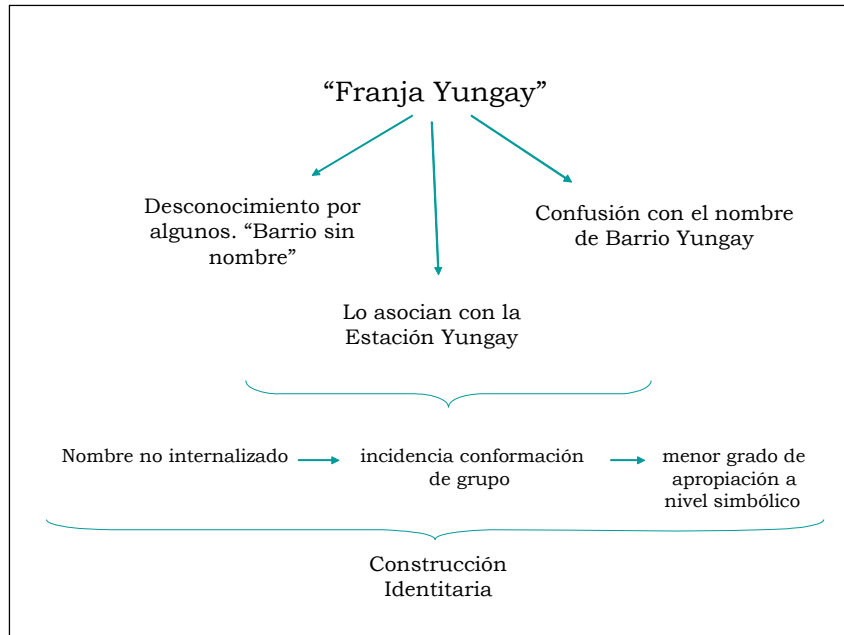 “Franja Yungay”
Desconocimiento por
algunos. “Barrio sin
nombre”
Confusión con el nombre
de Barrio Yungay
Lo asocian con la
Estación Yungay
Nombre no internalizado
incidencia conformación
de grupo
menor grado de
apropiación a
nivel simbólico
Construcción
Identitaria